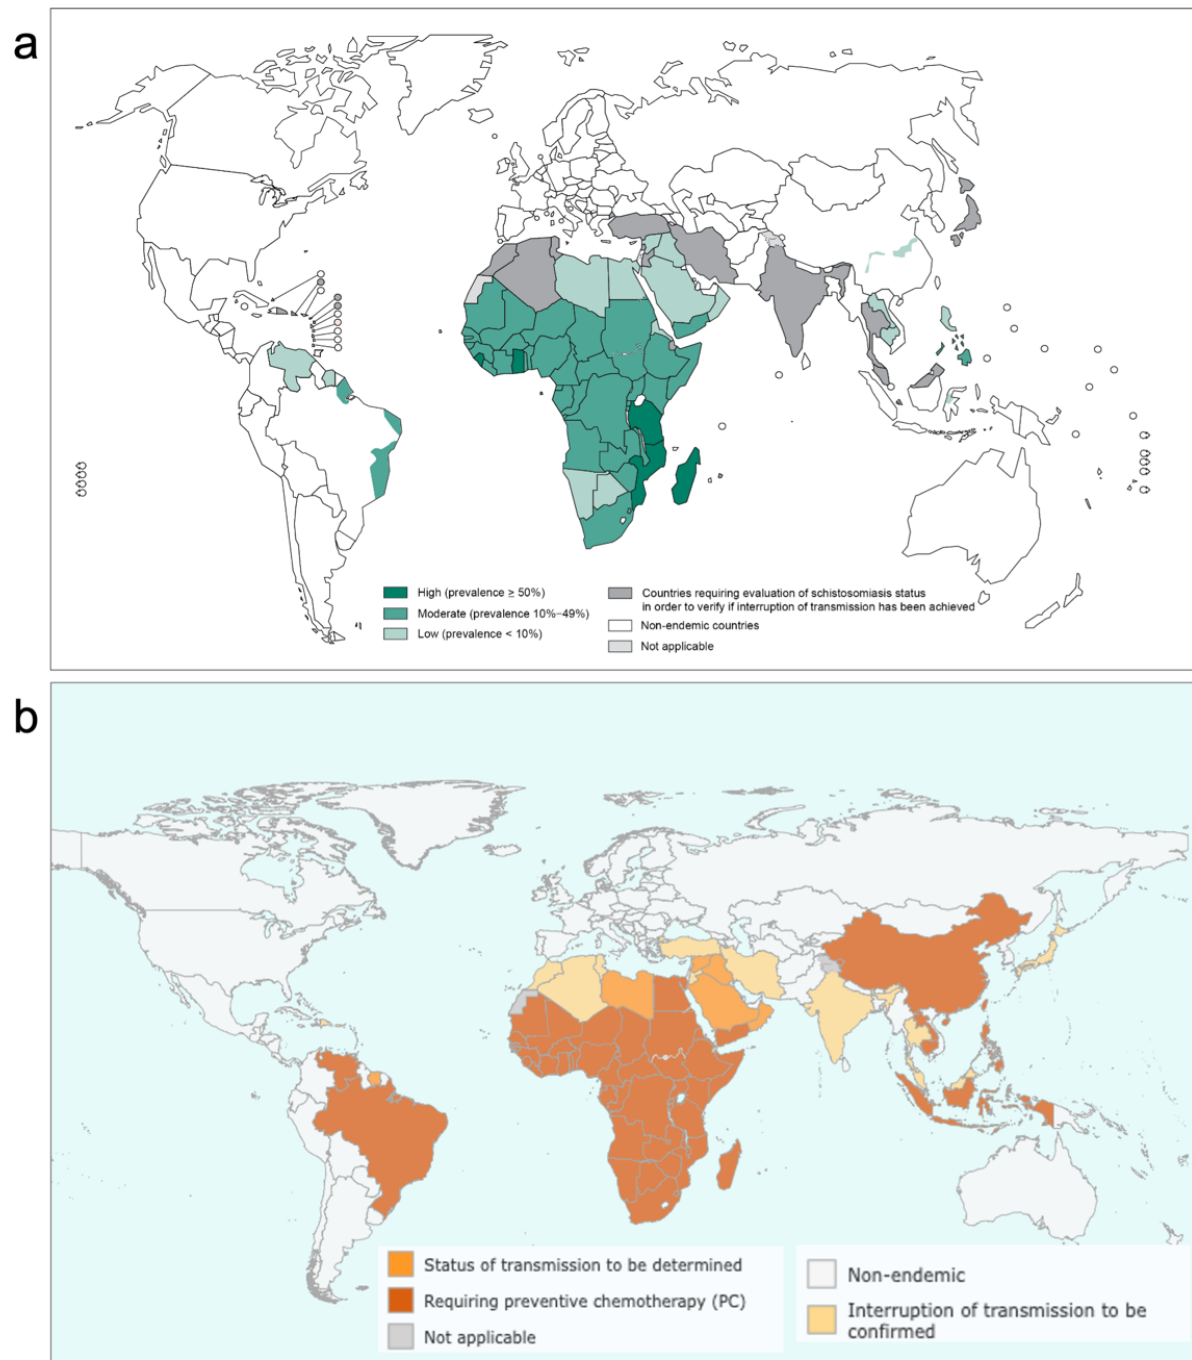 a
High (prevalence ≥ 50%)
Moderate (prevalence 10%–49%)
Low (prevalence < 10%)
Countries requiring evaluation of schistosomiasis status
in order to verify if interruption of transmission has been achieved
Non-endemic countries
Not applicable
b
Status of transmission to be determined
Requiring preventive chemotherapy (PC)
Not applicable
Non-endemic
Interruption of transmission to be
confirmed